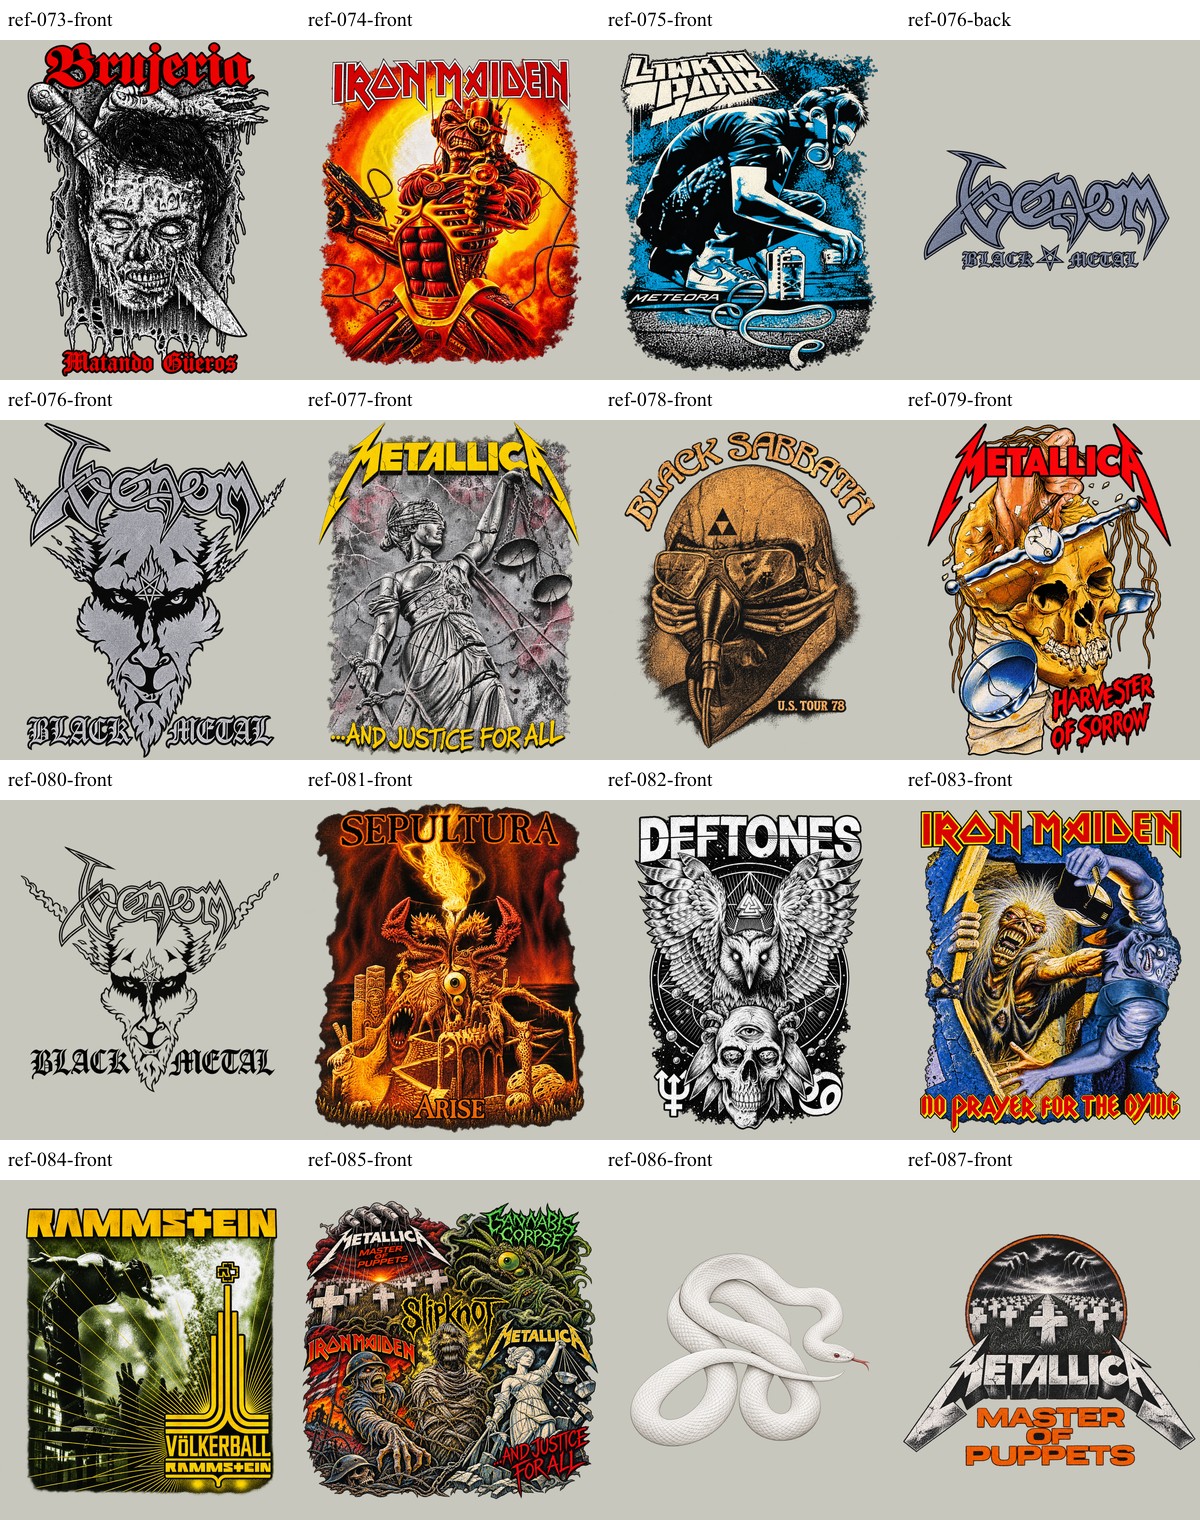 ref-073-front
ref-074-front
ref-075-front
ref-076-back
Brujeria
Matando Güeros
IRON MAIDEN
LINKIN PARK
METEORA
VENOM
BLACK METAL
ref-076-front
ref-077-front
ref-078-front
ref-079-front
VENOM
BLACK METAL
METALLICA
...AND JUSTICE FOR ALL
BLACK SABBATH
U.S. TOUR 78
METALLICA
HARVESTER
OF SORROW
ref-080-front
ref-081-front
ref-082-front
ref-083-front
VENOM
BLACK METAL
SEPULTURA
ARISE
DEFTONES
IRON MAIDEN
NO PRAYER FOR THE DYING
ref-084-front
ref-085-front
ref-086-front
ref-087-back
RAMMSTEIN
VÖLKERBALL
RAMMSTEIN
METALLICA
MASTER
OF
PUPPETS
CANNABIS
CORPSE
SLIPKNOT
IRON MAIDEN
METALLICA
...AND JUSTICE
FOR ALL
METALLICA
MASTER
OF
PUPPETS